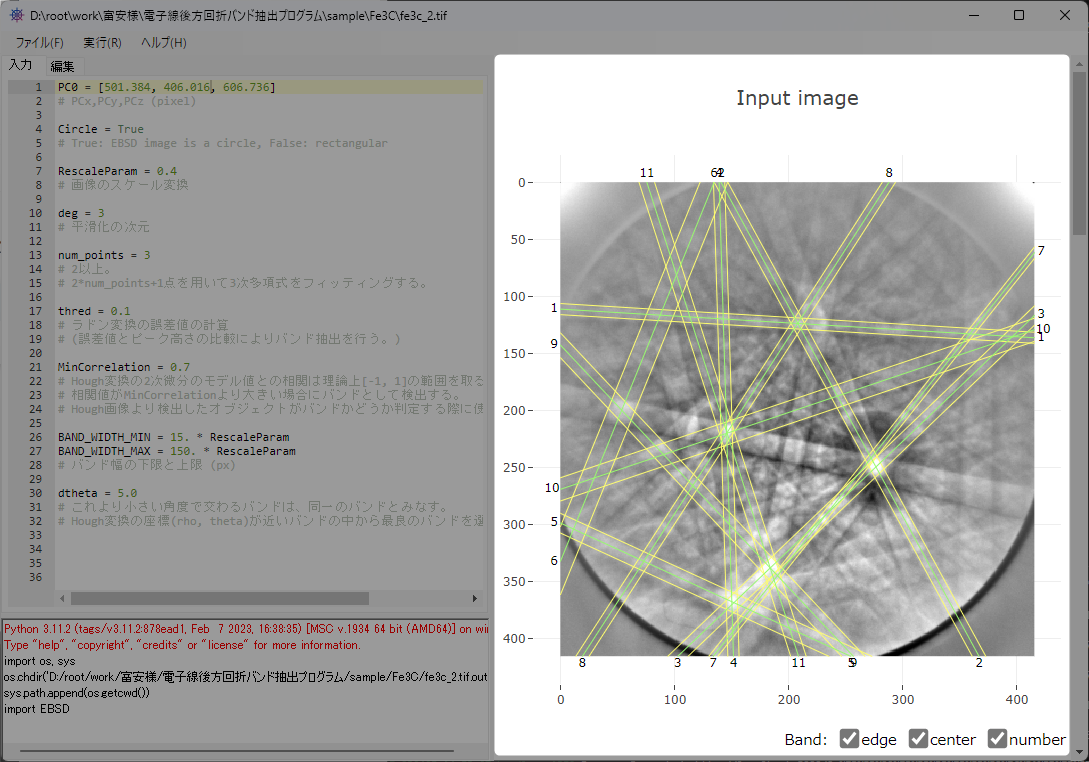 D:\root\work\富安様\電子線後方回折バンド抽出プログラム\sample\Fe3C\fe3c_2.tif
ファイル(F) 実行(R) ヘルプ(H)
入力 編集
1 PC0 = [501.384, 406.016, 606.736]
2 # PCx,PCy,PCz (pixel)
3
4 Circle = True
5 # True: EBSD image is a circle, False: rectangular
6
7 RescaleParam = 0.4
8 # 画像のスケール変換
9
10 deg = 3
11 # 平滑化の次元
12
13 num_points = 3
14 # 2以上。
15 # 2*num_points+1点を用いて3次多項式をフィッティングする。
16
17 thred = 0.1
18 # ラドン変換の誤差値の計算
19 # (誤差値とピーク高さの比較によりバンド抽出を行う。)
20
21 MinCorrelation = 0.7
22 # Hough変換の2次微分のモデル値との相関は理論上[-1, 1]の範囲を取る
23 # 相関値がMinCorrelationより大きい場合にバンドとして検出する。
24 # Hough画像より検出したオブジェクトがバンドかどうか判定する際に使
25
26 BAND_WIDTH_MIN = 15. * RescaleParam
27 BAND_WIDTH_MAX = 150. * RescaleParam
28 # バンド幅の下限と上限 (px)
29
30 dtheta = 5.0
31 # これより小さい角度で交わるバンドは、同一のバンドとみなす。
32 # Hough変換の座標(rho, theta)が近いバンドの中から最良のバンドを選
33
34
35
36
Python 3.11.2 (tags/v3.11.2:878ead1, Feb 7 2023, 16:38:35) [MSC v.1934 64 bit (AMD64)] on wi
Type "help", "copyright", "credits" or "license" for more information.
import os, sys
os.chdir('D:/root/work/富安様/電子線後方回折バンド抽出プログラム/sample/Fe3C/fe3c_2.tif.out
sys.path.append(os.getcwd())
import EBSD
Input image
11 8
0
50
7
100
1
3
10
1
150
9
200
250
10
300
5
6
350
400
8 3 7 4 11 9 2
0 100 200 300 400
Band: edge center number